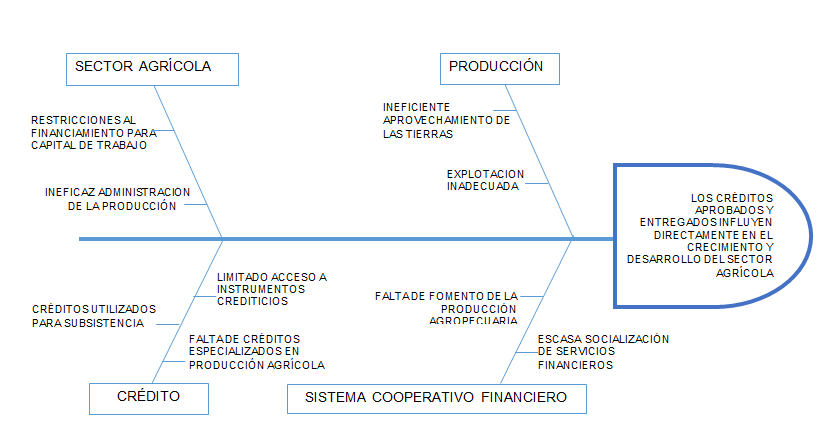 SECTOR AGRÍCOLA
PRODUCCIÓN
RESTRICCIONES AL
FINANCIAMIENTO PARA
CAPITAL DE TRABAJO
INEFICAZ ADMINISTRACION
DE LA PRODUCCIÓN
INEFICIENTE
APROVECHAMIENTO DE
LAS TIERRAS
EXPLOTACION
INADECUADA
LOS CRÉDITOS
APROBADOS Y
ENTREGADOS INFLUYEN
DIRECTAMENTE EN EL
CRECIMIENTO Y
DESARROLLO DEL SECTOR
AGRÍCOLA
LIMITADO ACCESO A
INSTRUMENTOS
CREDITICIOS
CRÉDITOS UTILIZADOS
PARA SUBSISTENCIA
FALTA DE CRÉDITOS
ESPECIALIZADOS EN
PRODUCCIÓN AGRÍCOLA
FALTA DE FOMENTO DE LA
PRODUCCIÓN
AGROPECUARIA
ESCASA SOCIALIZACIÓN
DE SERVICIOS
FINANCIEROS
CRÉDITO
SISTEMA COOPERATIVO FINANCIERO